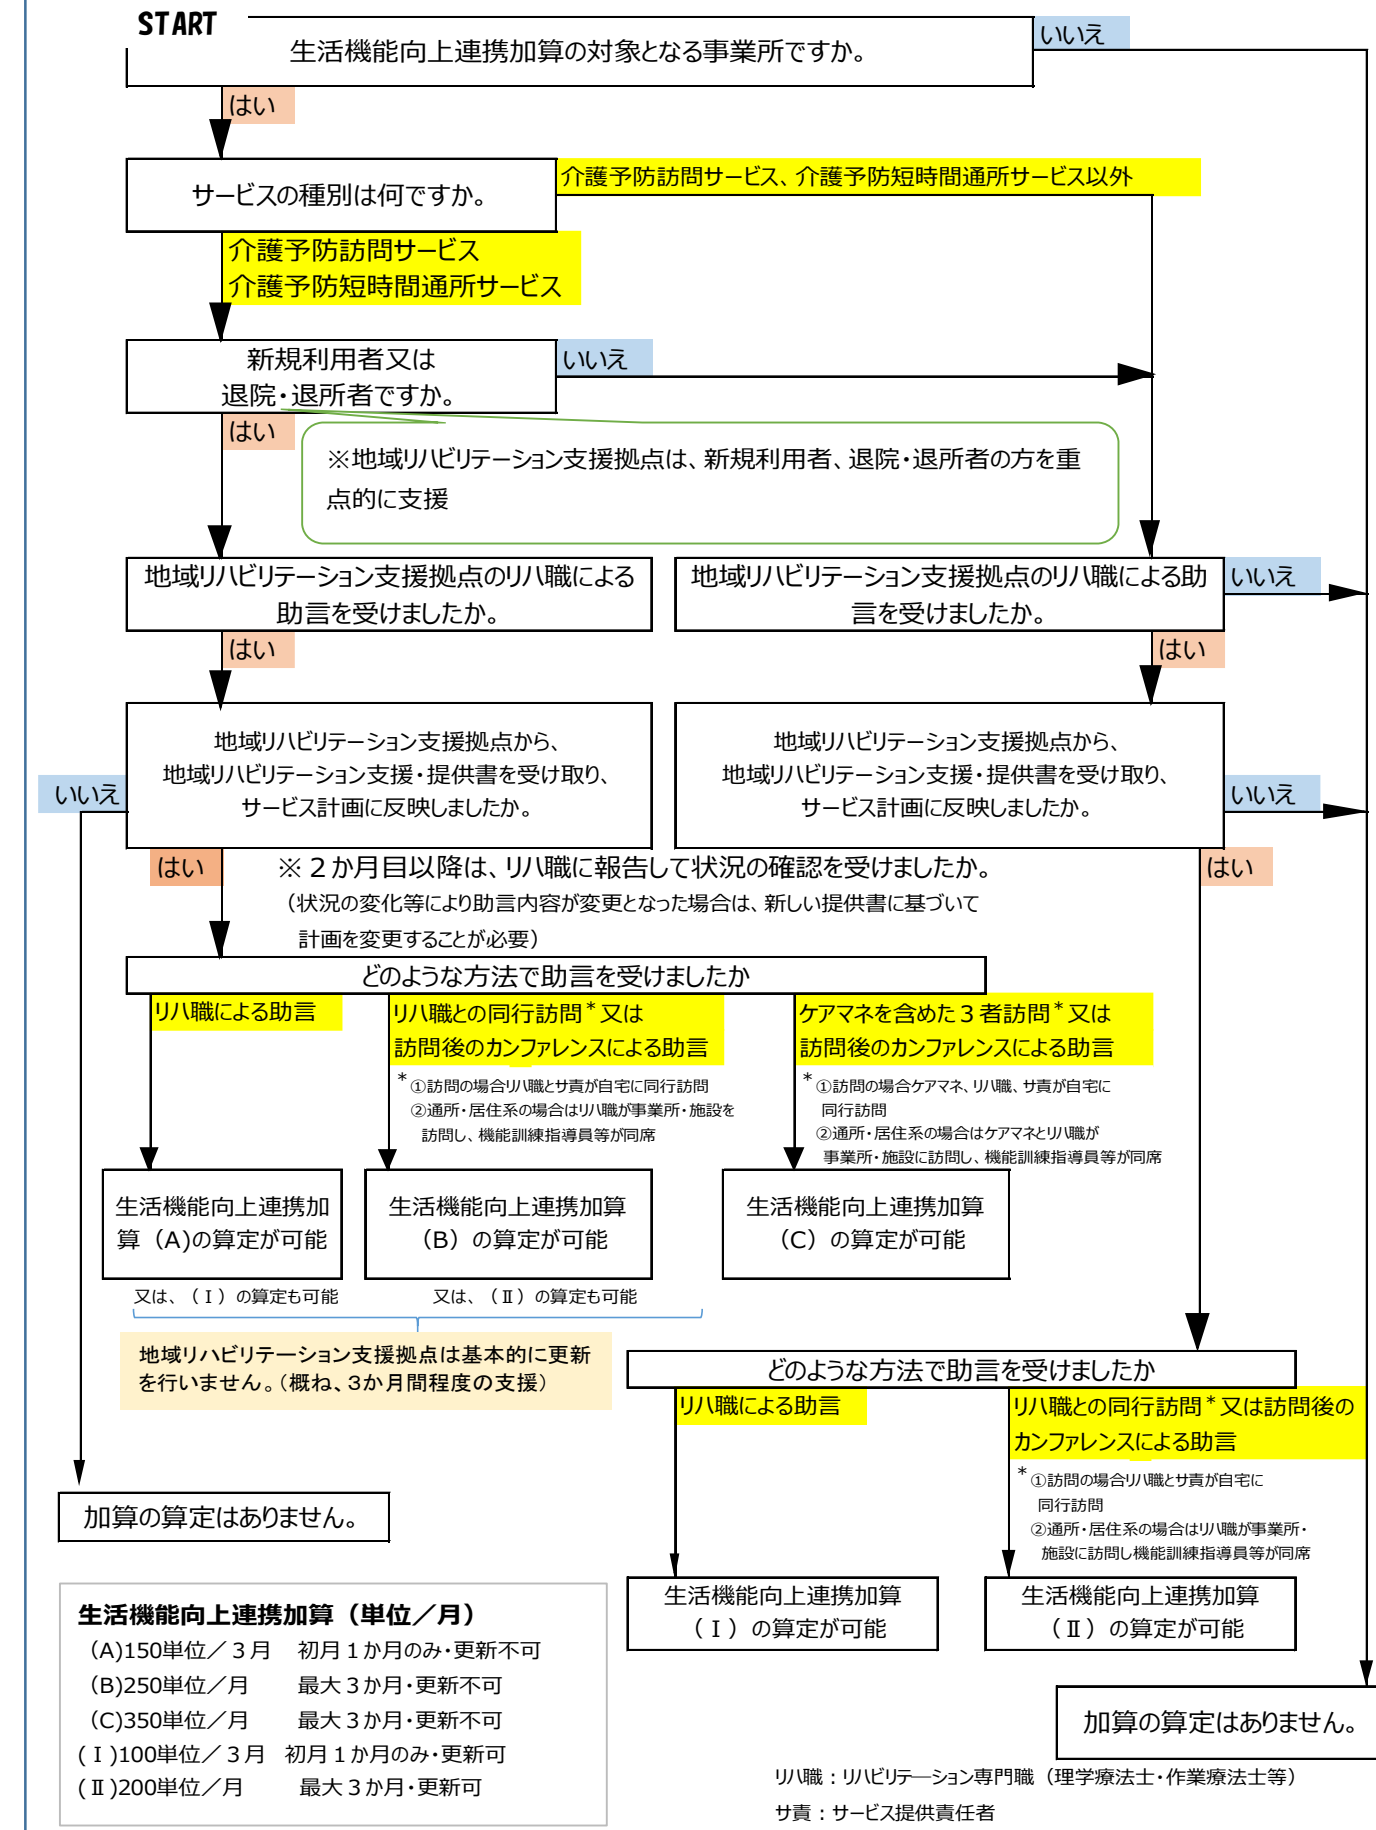 START
生活機能向上連携加算の対象となる事業所ですか。
いいえ
はい
サービスの種別は何ですか。
介護予防訪問サービス、介護予防短時間通所サービス以外
介護予防訪問サービス
介護予防短時間通所サービス
新規利用者又は
退院・退所者ですか。
いいえ
はい
※地域リハビリテーション支援拠点は、新規利用者、退院・退所者の方を重
点的に支援
地域リハビリテーション支援拠点のリハ職による
助言を受けましたか。
地域リハビリテーション支援拠点のリハ職による助
言を受けましたか。
いいえ
はい
はい
地域リハビリテーション支援拠点から、
地域リハビリテーション支援・提供書を受け取り、
サービス計画に反映しましたか。
いいえ
地域リハビリテーション支援拠点から、
地域リハビリテーション支援・提供書を受け取り、
サービス計画に反映しましたか。
いいえ
はい
※２か月目以降は、リハ職に報告して状況の確認を受けましたか。
（状況の変化等により助言内容が変更となった場合は、新しい提供書に基づいて
計画を変更することが必要）
はい
どのような方法で助言を受けましたか
リハ職による助言
リハ職との同行訪問＊又は
訪問後のカンファレンスによる助言
＊①訪問の場合リハ職とサ責が自宅に同行訪問
②通所・居住系の場合はリハ職が事業所・施設を
訪問し、機能訓練指導員等が同席
ケアマネを含めた３者訪問＊又は
訪問後のカンファレンスによる助言
＊①訪問の場合ケアマネ、リハ職、サ責が自宅に
同行訪問
②通所・居住系の場合はケアマネとリハ職が
事業所・施設に訪問し、機能訓練指導員等が同席
生活機能向上連携加
算（A)の算定が可能
生活機能向上連携加算
（B）の算定が可能
生活機能向上連携加算
（C）の算定が可能
又は、（Ⅰ）の算定も可能
又は、（Ⅱ）の算定も可能
地域リハビリテーション支援拠点は基本的に更新
を行いません。（概ね、3か月間程度の支援）
どのような方法で助言を受けましたか
リハ職による助言
リハ職との同行訪問＊又は訪問後の
カンファレンスによる助言
＊①訪問の場合リハ職とサ責が自宅に
同行訪問
②通所・居住系の場合はリハ職が事業所・
施設に訪問し機能訓練指導員等が同席
加算の算定はありません。
生活機能向上連携加算
（Ⅰ）の算定が可能
生活機能向上連携加算
（Ⅱ）の算定が可能
加算の算定はありません。
生活機能向上連携加算（単位／月）
（A)150単位／３月　初月１か月のみ・更新不可
（B)250単位／月　最大３か月・更新不可
（C)350単位／月　最大３か月・更新不可
(Ⅰ)100単位／３月　初月１か月のみ・更新可
(Ⅱ)200単位／月　最大３か月・更新可
リハ職：リハビリテ―ション専門職（理学療法士・作業療法士等）
サ責：サービス提供責任者